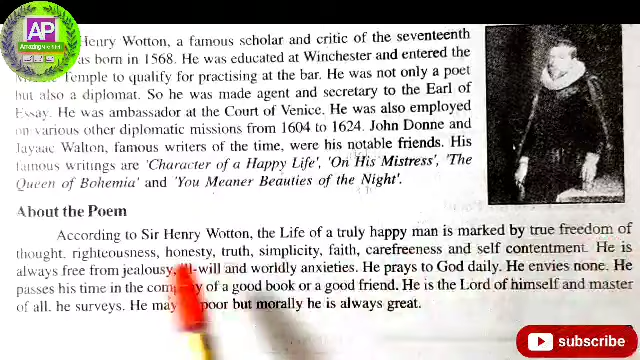 AP
Amazing
Henry Wotton, a famous scholar and critic of the seventeenth
as born in 1568. He was educated at Winchester and entered the
Temple to qualify for practising at the bar. He was not only a poet
but also a diplomat. So he was made agent and secretary to the Earl of
Essay. He was ambassador at the Court of Venice. He was also employed
on various other diplomatic missions from 1604 to 1624. John Donne and
Jayaac Walton, famous writers of the time, were his notable friends. His
famous writings are 'Character of a Happy Life', 'On His Mistress', 'The
Queen of Bohemia' and 'You Meaner Beauties of the Night'.
About the Poem
According to Sir Henry Wotton, the Life of a truly happy man is marked by true freedom of
thought, righteousness, honesty, truth, simplicity, faith, carefreeness and self contentment. He is
always free from jealousy, ill-will and worldly anxieties. He prays to God daily. He envies none. He
passes his time in the company of a good book or a good friend. He is the Lord of himself and master
of all. he surveys. He may poor but morally he is always great.
subscribe